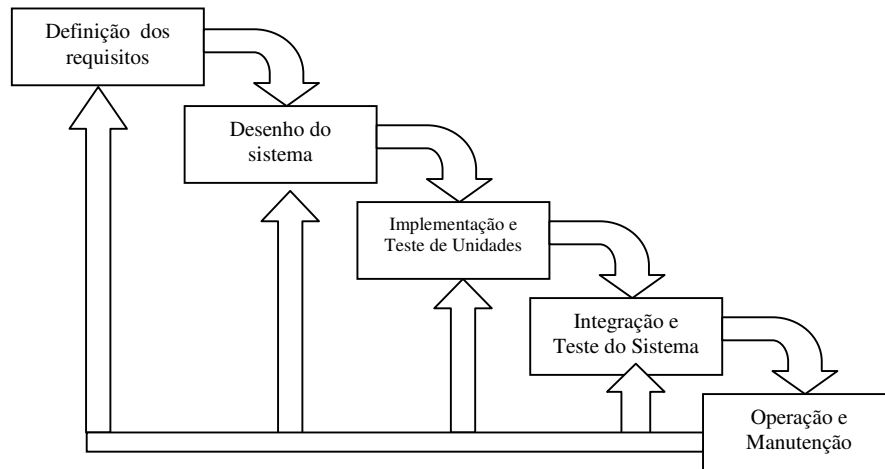 Definição dos
requisitos
Desenho do
sistema
Implementação e
Teste de Unidades
Integração e
Teste do Sistema
Operação e
Manutenção